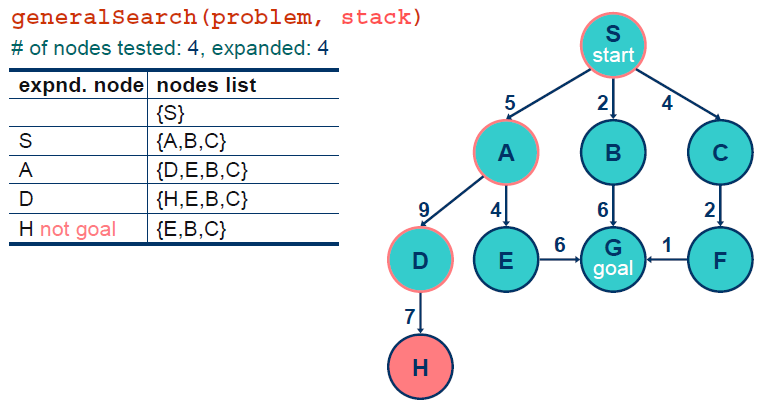 generalSearch(problem, stack)
# of nodes tested: 4, expanded: 4
expnd. node nodes list
{S}
S {A,B,C}
A {D,E,B,C}
D {H,E,B,C}
H not goal {E,B,C}
S
start
5 2 4
A B C
9 4 6 2
D E 6 G 1 F
goal
7
H